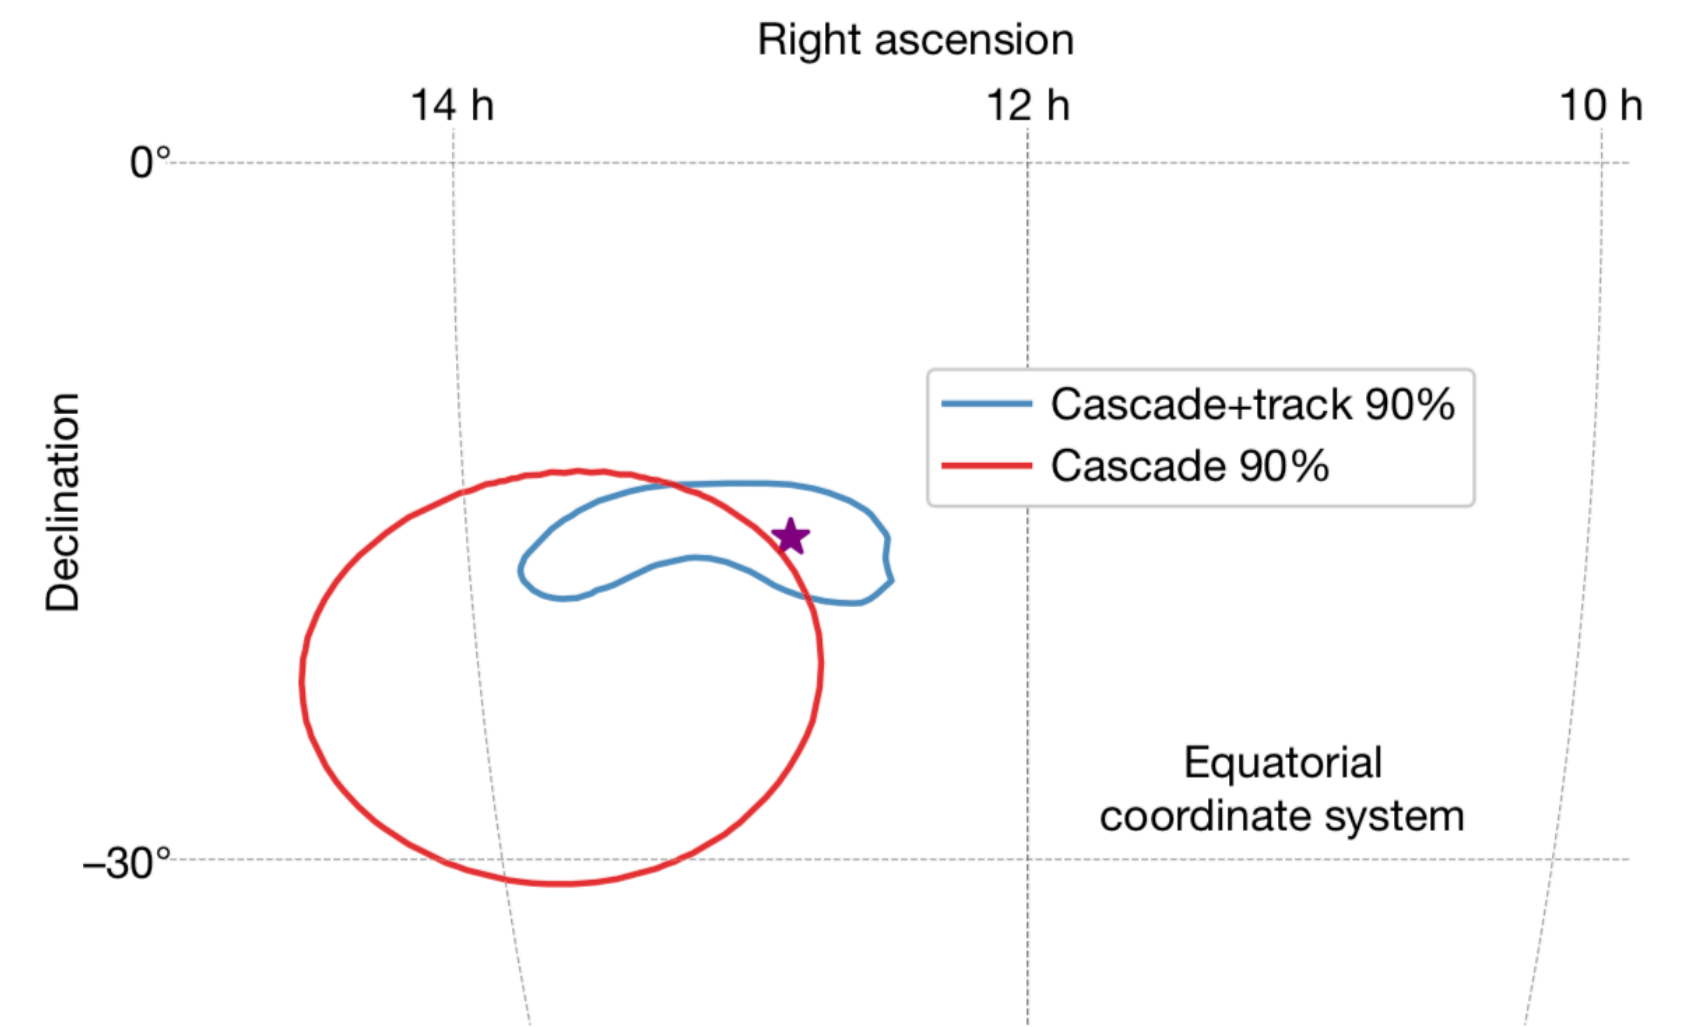 Right ascension
14 h
12 h
10 h
0°
Declination
Cascade+track 90%
Cascade 90%
Equatorial
coordinate system
−30°